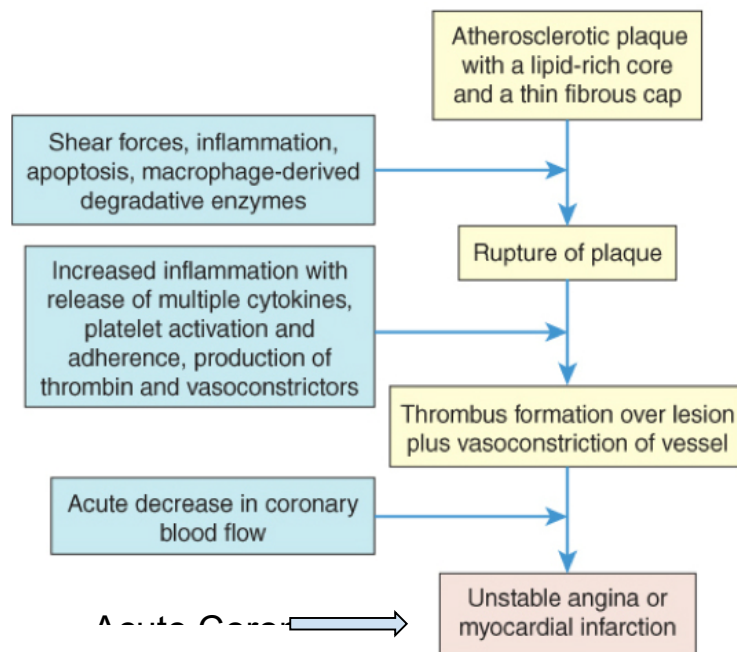 Atherosclerotic plaque
with a lipid-rich core
and a thin fibrous cap
Shear forces, inflammation,
apoptosis, macrophage-derived
degradative enzymes
Rupture of plaque
Increased inflammation with
release of multiple cytokines,
platelet activation and
adherence, production of
thrombin and vasoconstrictors
Thrombus formation over lesion
plus vasoconstriction of vessel
Acute decrease in coronary
blood flow
Unstable angina or
myocardial infarction
Acute